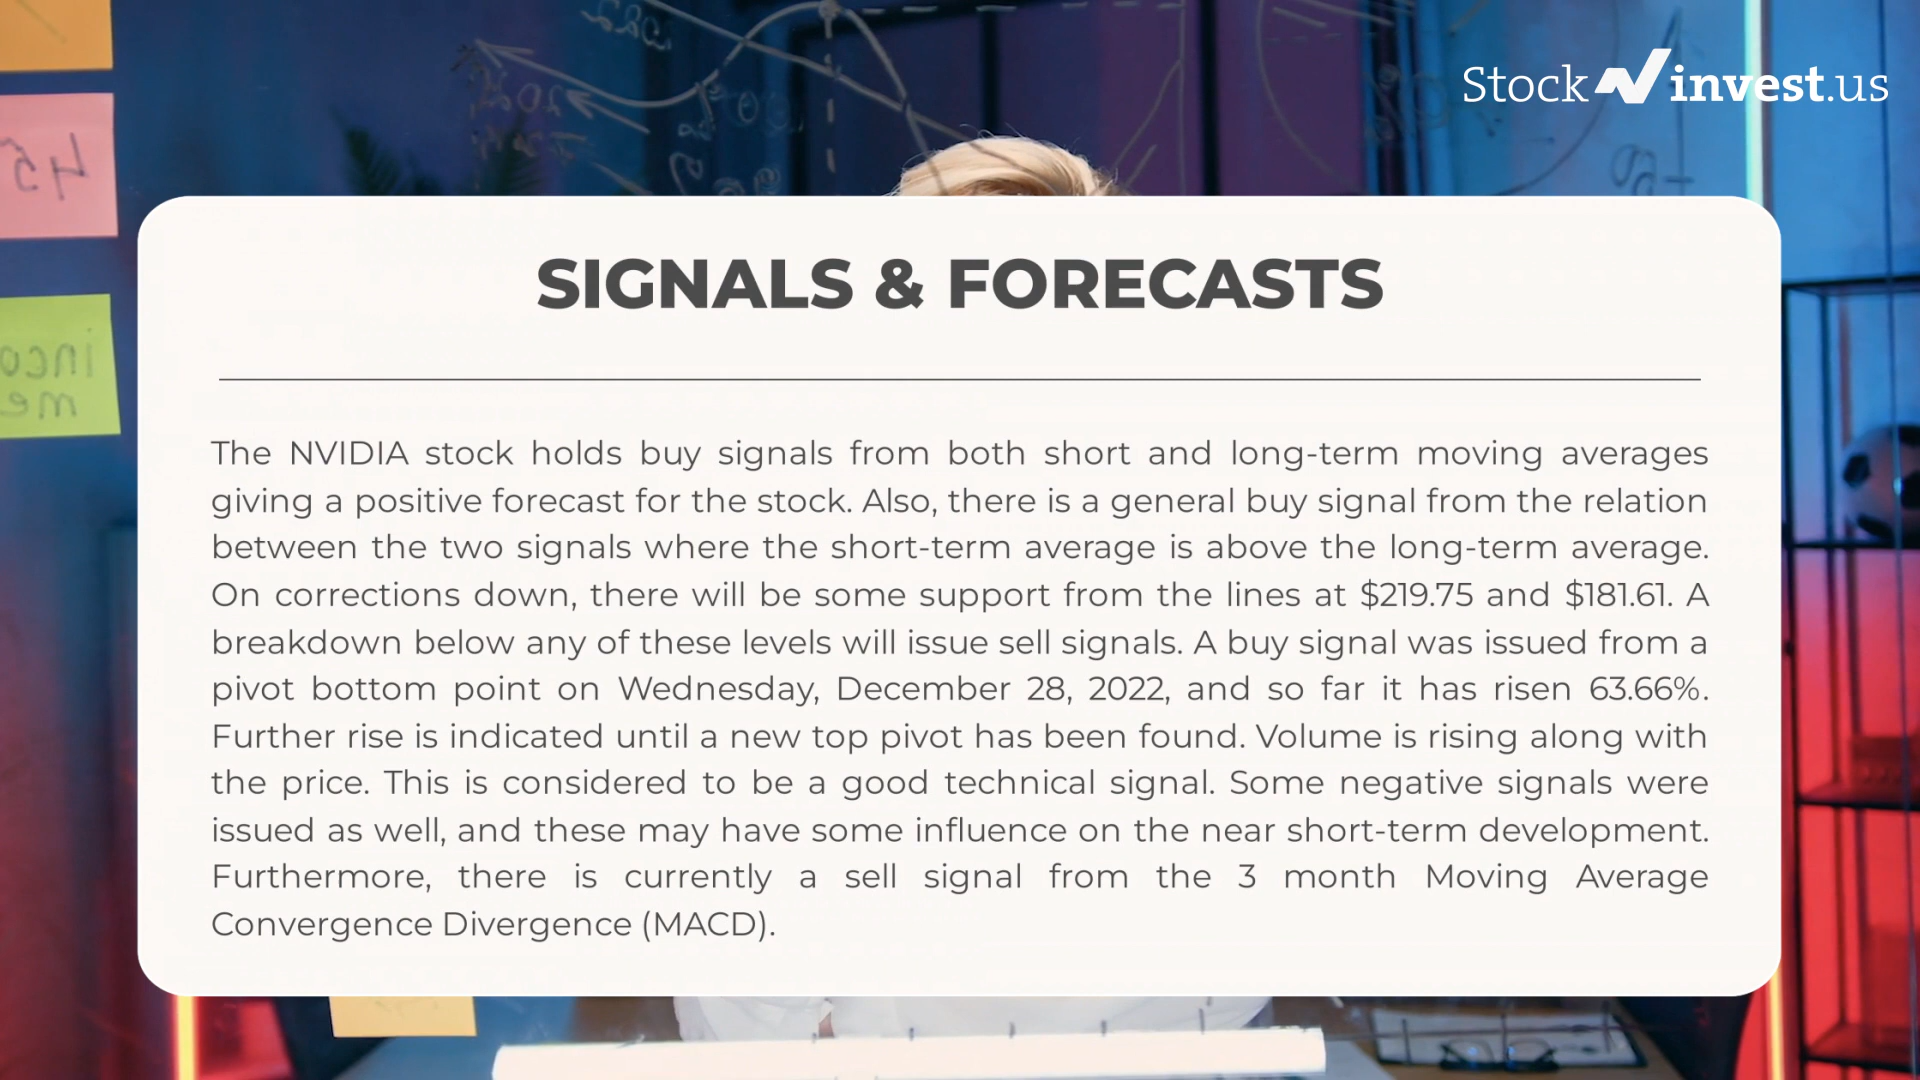 Stock invest.us
45
inco
me
SIGNALS & FORECASTS
The NVIDIA stock holds buy signals from both short and long-term moving averages
giving a positive forecast for the stock. Also, there is a general buy signal from the relation
between the two signals where the short-term average is above the long-term average.
On corrections down, there will be some support from the lines at $219.75 and $181.61. A
breakdown below any of these levels will issue sell signals. A buy signal was issued from a
pivot bottom point on Wednesday, December 28, 2022, and so far it has risen 63.66%.
Further rise is indicated until a new top pivot has been found. Volume is rising along with
the price. This is considered to be a good technical signal. Some negative signals were
issued as well, and these may have some influence on the near short-term development.
Furthermore, there is currently a sell signal from the 3 month Moving Average
Convergence Divergence (MACD).